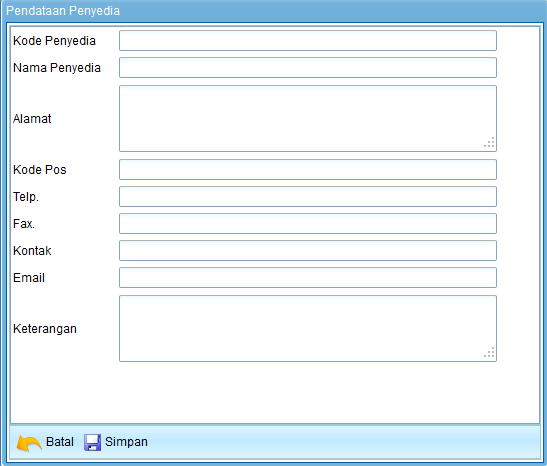 Pendataan Penyedia
Kode Penyedia
Nama Penyedia
Alamat
Kode Pos
Telp.
Fax.
Kontak
Email
Keterangan
Batal Simpan